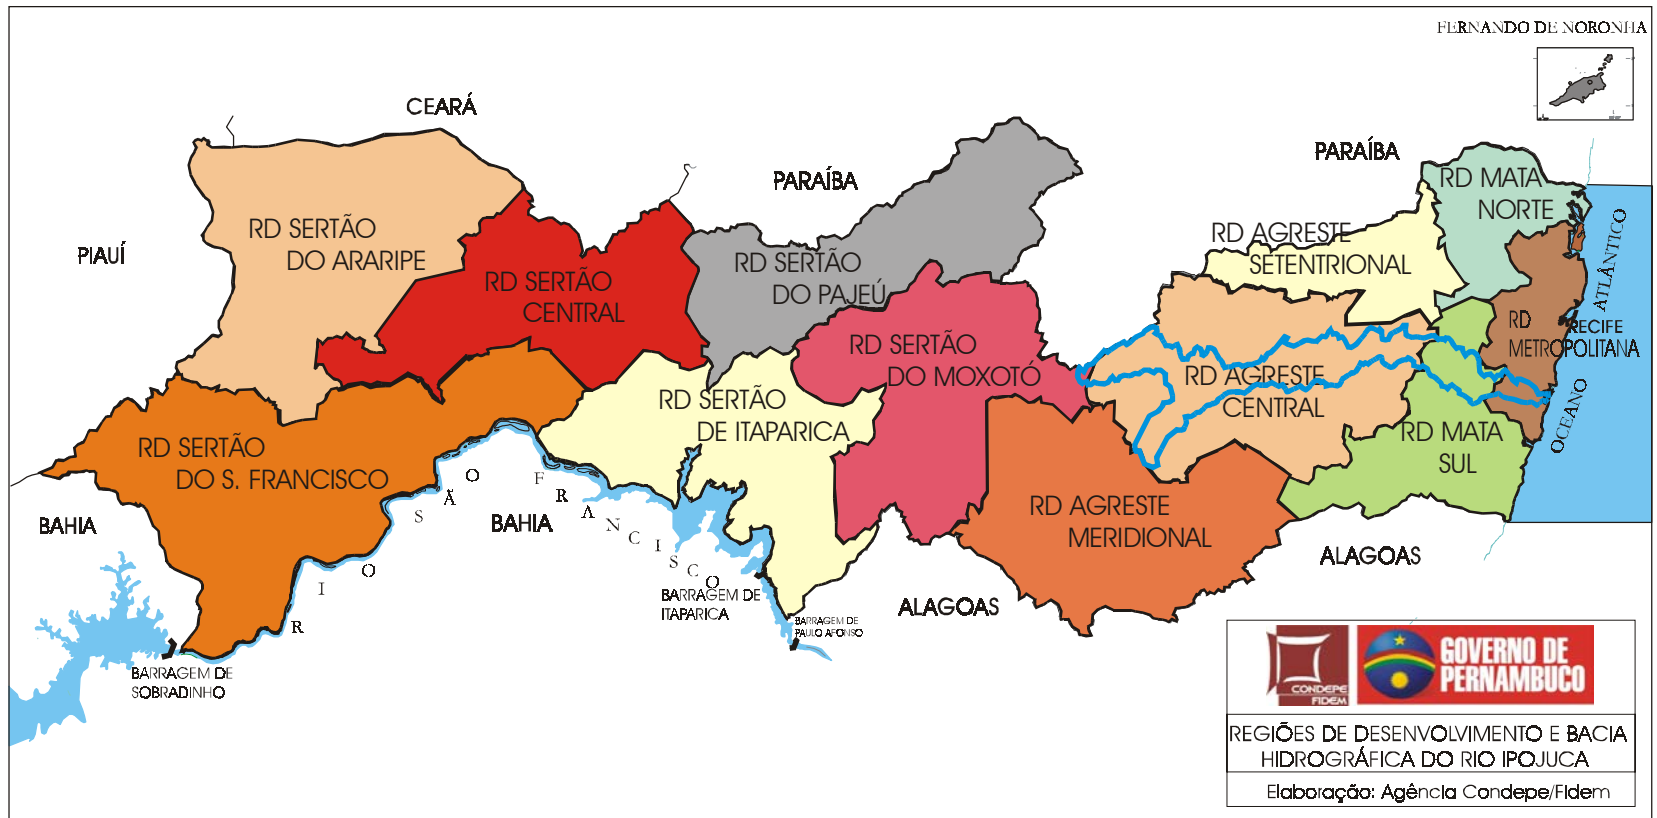 FERNANDO DE NORONHA
CEARÁ
PARAÍBA
PARAÍBA
PIAUÍ
RD MATA
NORTE
RD SERTÃO
DO ARARIPE
RD AGRESTE
SETENTRIONAL
RD SERTÃO
CENTRAL
RD SERTÃO
DO PAJEÚ
OCEANO ATLÂNTICO
RD
METROPOLITANA
RECIFE
RD SERTÃO
DO MOXOTÓ
RD AGRESTE
CENTRAL
RD SERTÃO
DE ITAPARICA
RD MATA
SUL
RD SERTÃO
DO S. FRANCISCO
RD AGRESTE
MERIDIONAL
BAHIA
BAHIA
RIO SÃO FRANCISCO
ALAGOAS
ALAGOAS
BARRAGEM DE
ITAPARICA
BARRAGEM DE
PAULO AFONSO
BARRAGEM DE
SOBRADINHO
CONDEPE
FIDEM
GOVERNO DE
PERNAMBUCO
REGIÕES DE DESENVOLVIMENTO E BACIA
HIDROGRÁFICA DO RIO IPOJUCA
Elaboração: Agência Condepe/Fidem